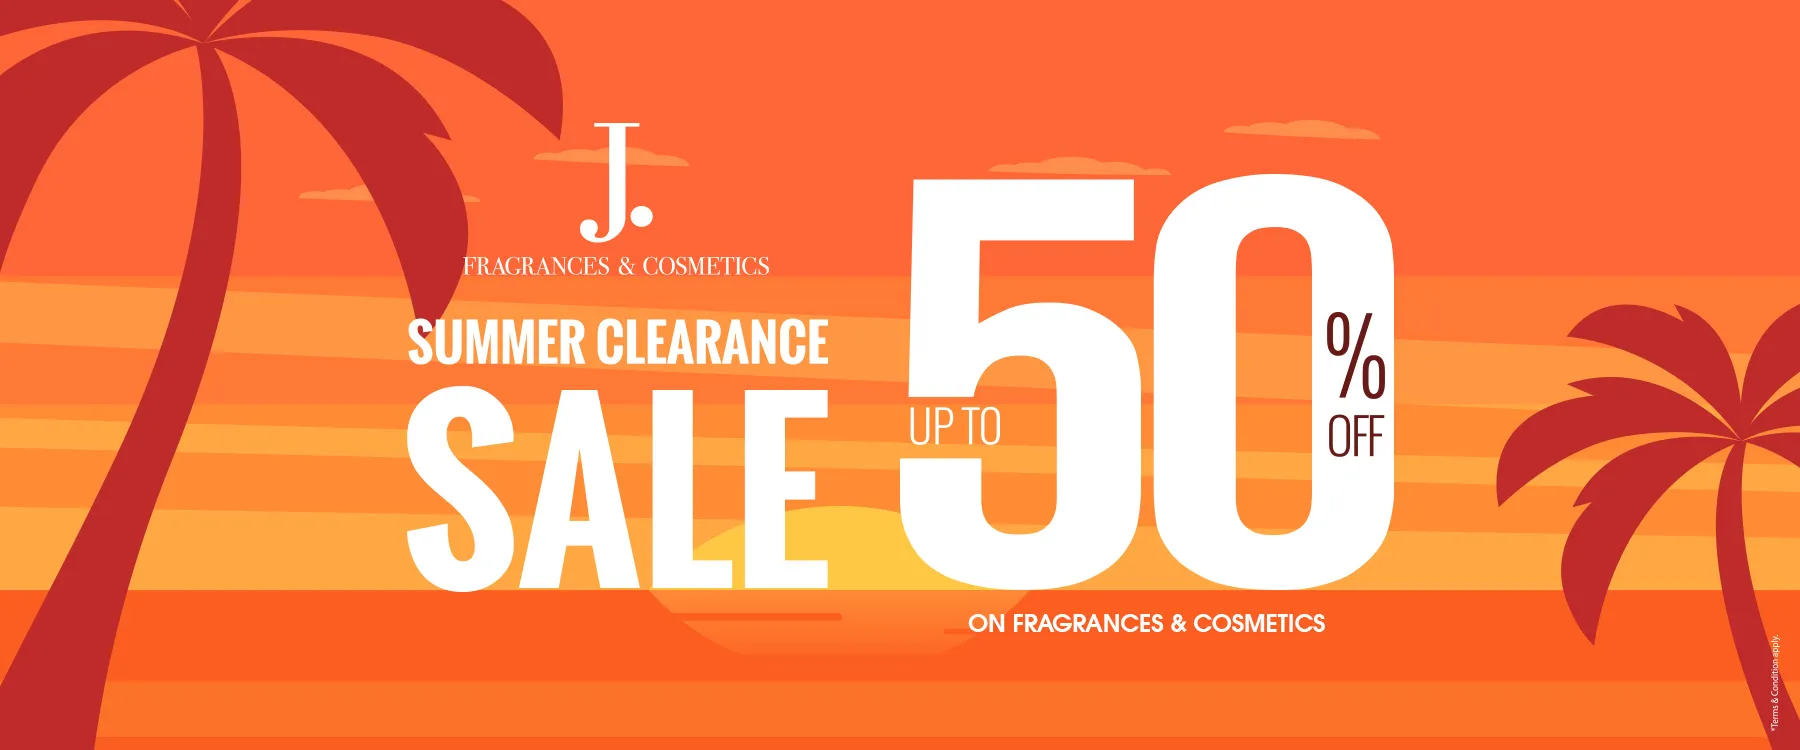 J.
FRAGRANCES & COSMETICS
SUMMER CLEARANCE
SALE
UP TO
50
%
OFF
ON FRAGRANCES & COSMETICS
*Terms & Condition apply.